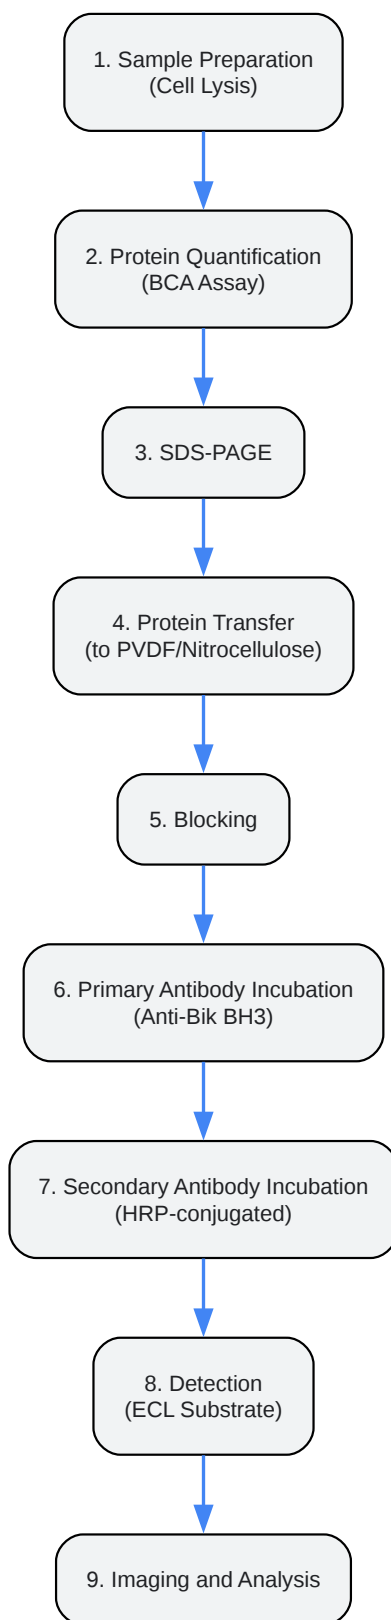 1. Sample Preparation
(Cell Lysis)
2. Protein Quantification
(BCA Assay)
3. SDS-PAGE
4. Protein Transfer
(to PVDF/Nitrocellulose)
5. Blocking
6. Primary Antibody Incubation
(Anti-Bik BH3)
7. Secondary Antibody Incubation
(HRP-conjugated)
8. Detection
(ECL Substrate)
9. Imaging and Analysis